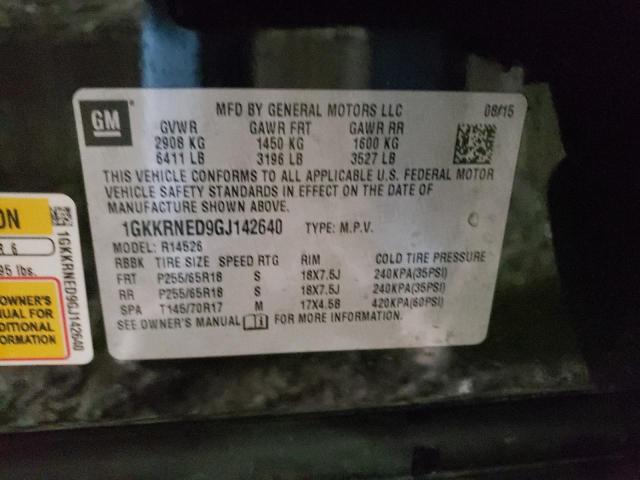 GM
MFD BY GENERAL MOTORS LLC 08/15
GVWR GAWR FRT GAWR RR
2908 KG 1450 KG 1600 KG
6411 LB 3196 LB 3527 LB
THIS VEHICLE CONFORMS TO ALL APPLICABLE U.S. FEDERAL MOTOR
VEHICLE SAFETY STANDARDS IN EFFECT ON THE DATE OF
MANUFACTURE SHOWN ABOVE.
1GKKRNED9GJ142640 TYPE: M.P.V.
MODEL: R14526
RBBK TIRE SIZE SPEED RTG RIM COLD TIRE PRESSURE
FRT P255/65R18 S 18X7.5J 240KPA(35PSI)
RR P255/65R18 S 18X7.5J 240KPA(35PSI)
SPA T145/70R17 M 17X4.5B 420KPA(60PSI)
SEE OWNER'S MANUAL FOR MORE INFORMATION.
ON
R 6
95 lbs.
OWNER'S
NUAL FOR
DITIONAL
ORMATION
1GKKRNED9GJ142640